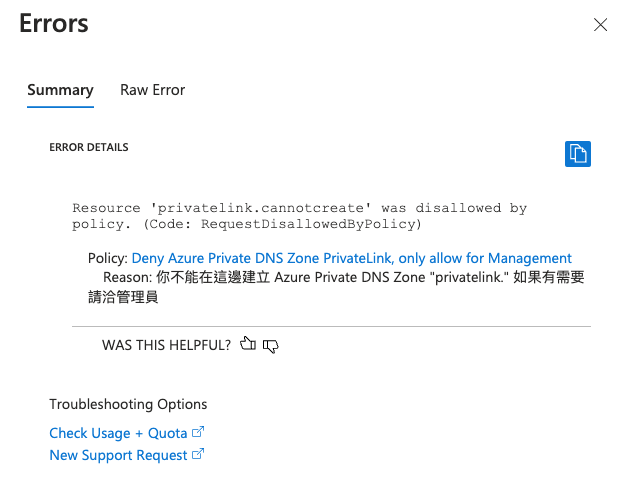 Errors
Summary
Raw Error
ERROR DETAILS
Resource 'privatelink.cannotcreate' was disallowed by
policy. (Code: RequestDisallowedByPolicy)
Policy: Deny Azure Private DNS Zone PrivateLink, only allow for Management
Reason: 你不能在這邊建立 Azure Private DNS Zone "privatelink." 如果有需要
請洽管理員
WAS THIS HELPFUL?
Troubleshooting Options
Check Usage + Quota
New Support Request